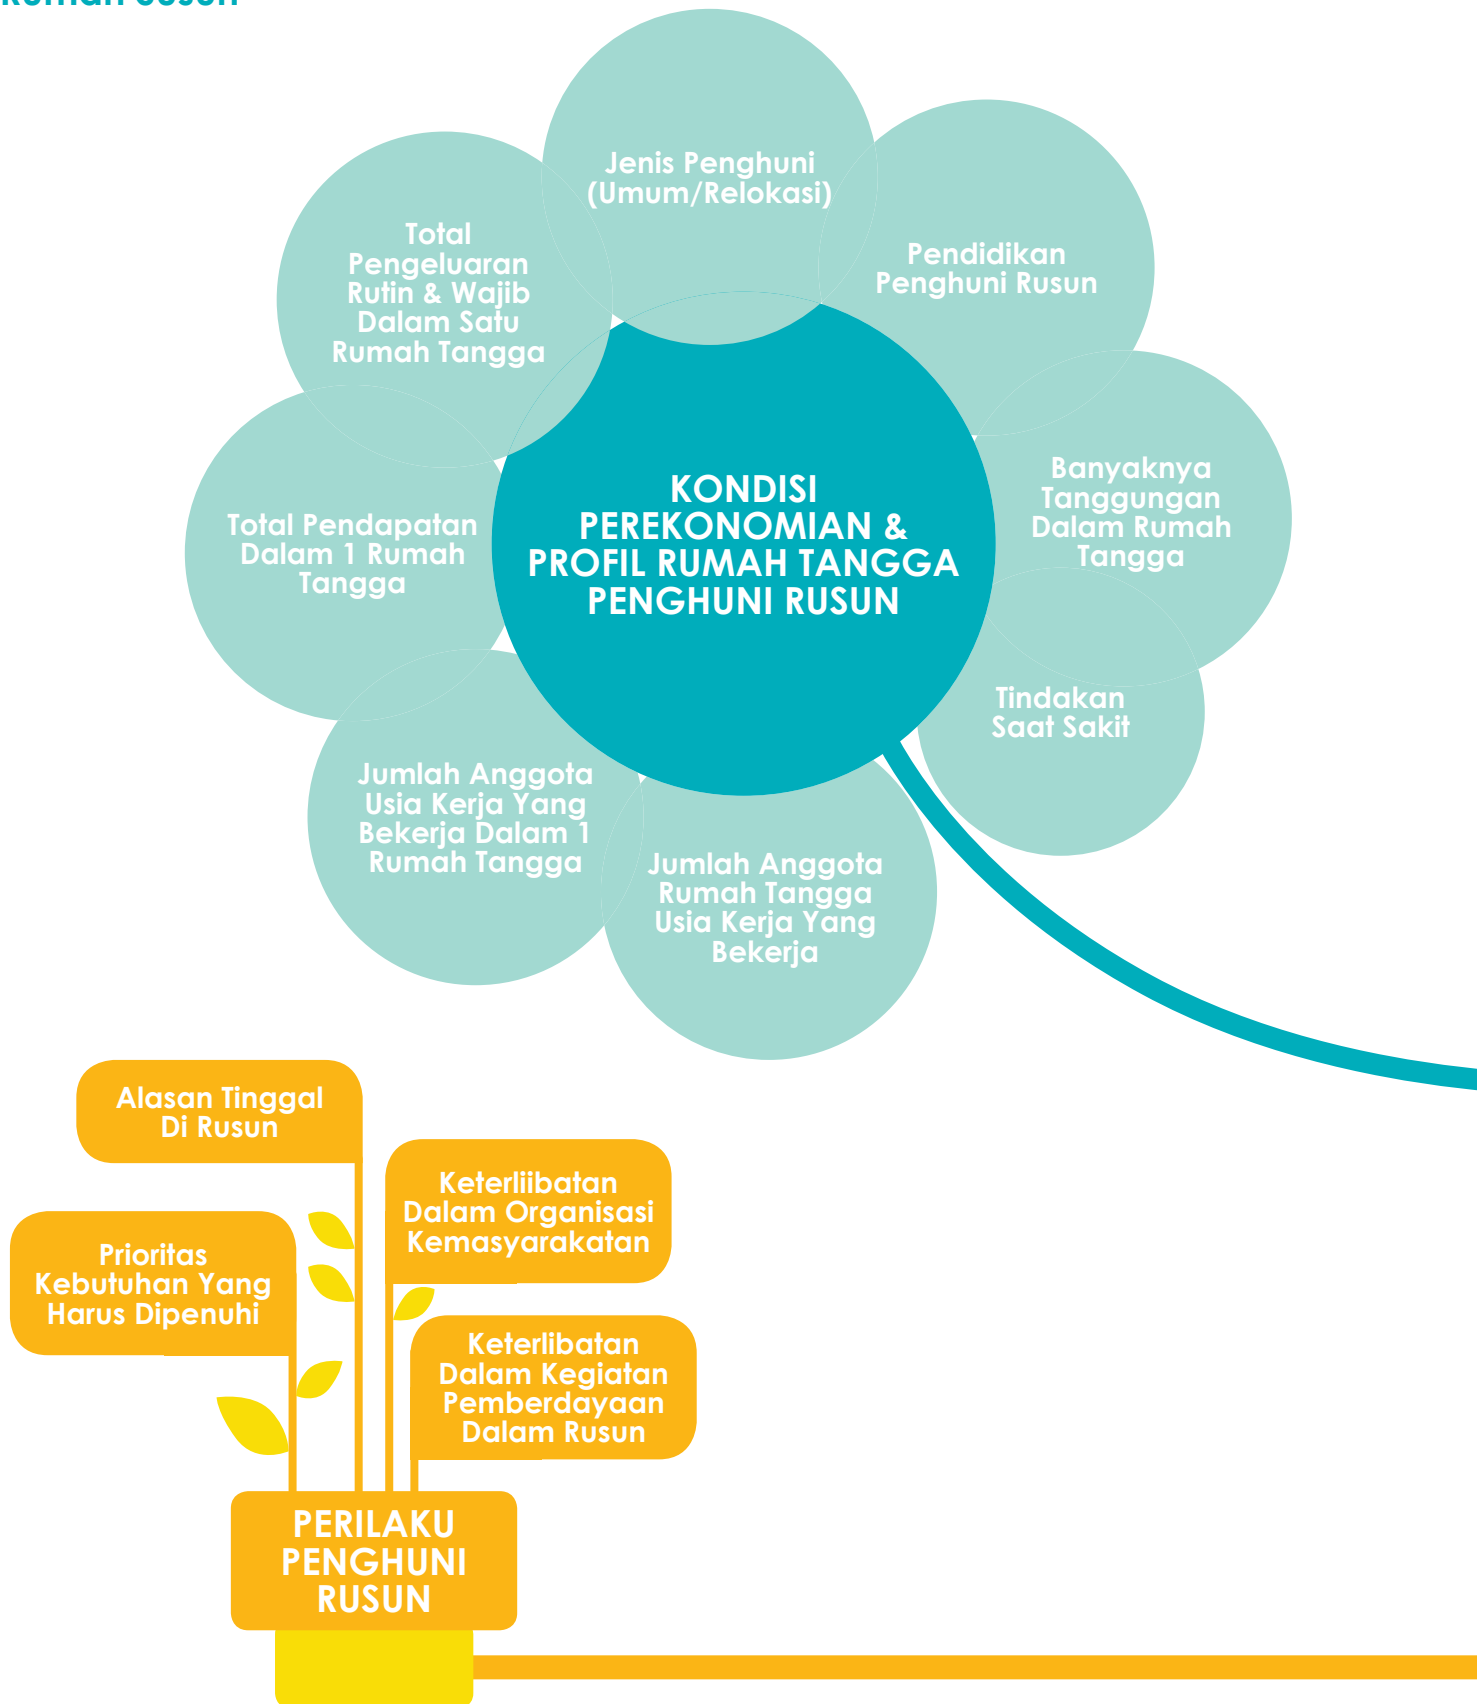 Rumah Susun
Jenis Penghuni
(Umum/Relokasi)
Pendidikan
Penghuni Rusun
Banyaknya
Tanggungan
Dalam Rumah
Tangga
Tindakan
Saat Sakit
Jumlah Anggota
Rumah Tangga
Usia Kerja Yang
Bekerja
Jumlah Anggota
Usia Kerja Yang
Bekerja Dalam 1
Rumah Tangga
Total Pendapatan
Dalam 1 Rumah
Tangga
Total
Pengeluaran
Rutin & Wajib
Dalam Satu
Rumah Tangga
KONDISI
PEREKONOMIAN &
PROFIL RUMAH TANGGA
PENGHUNI RUSUN
Alasan Tinggal
Di Rusun
Keterliibatan
Dalam Organisasi
Kemasyarakatan
Prioritas
Kebutuhan Yang
Harus Dipenuhi
Keterlibatan
Dalam Kegiatan
Pemberdayaan
Dalam Rusun
PERILAKU
PENGHUNI
RUSUN